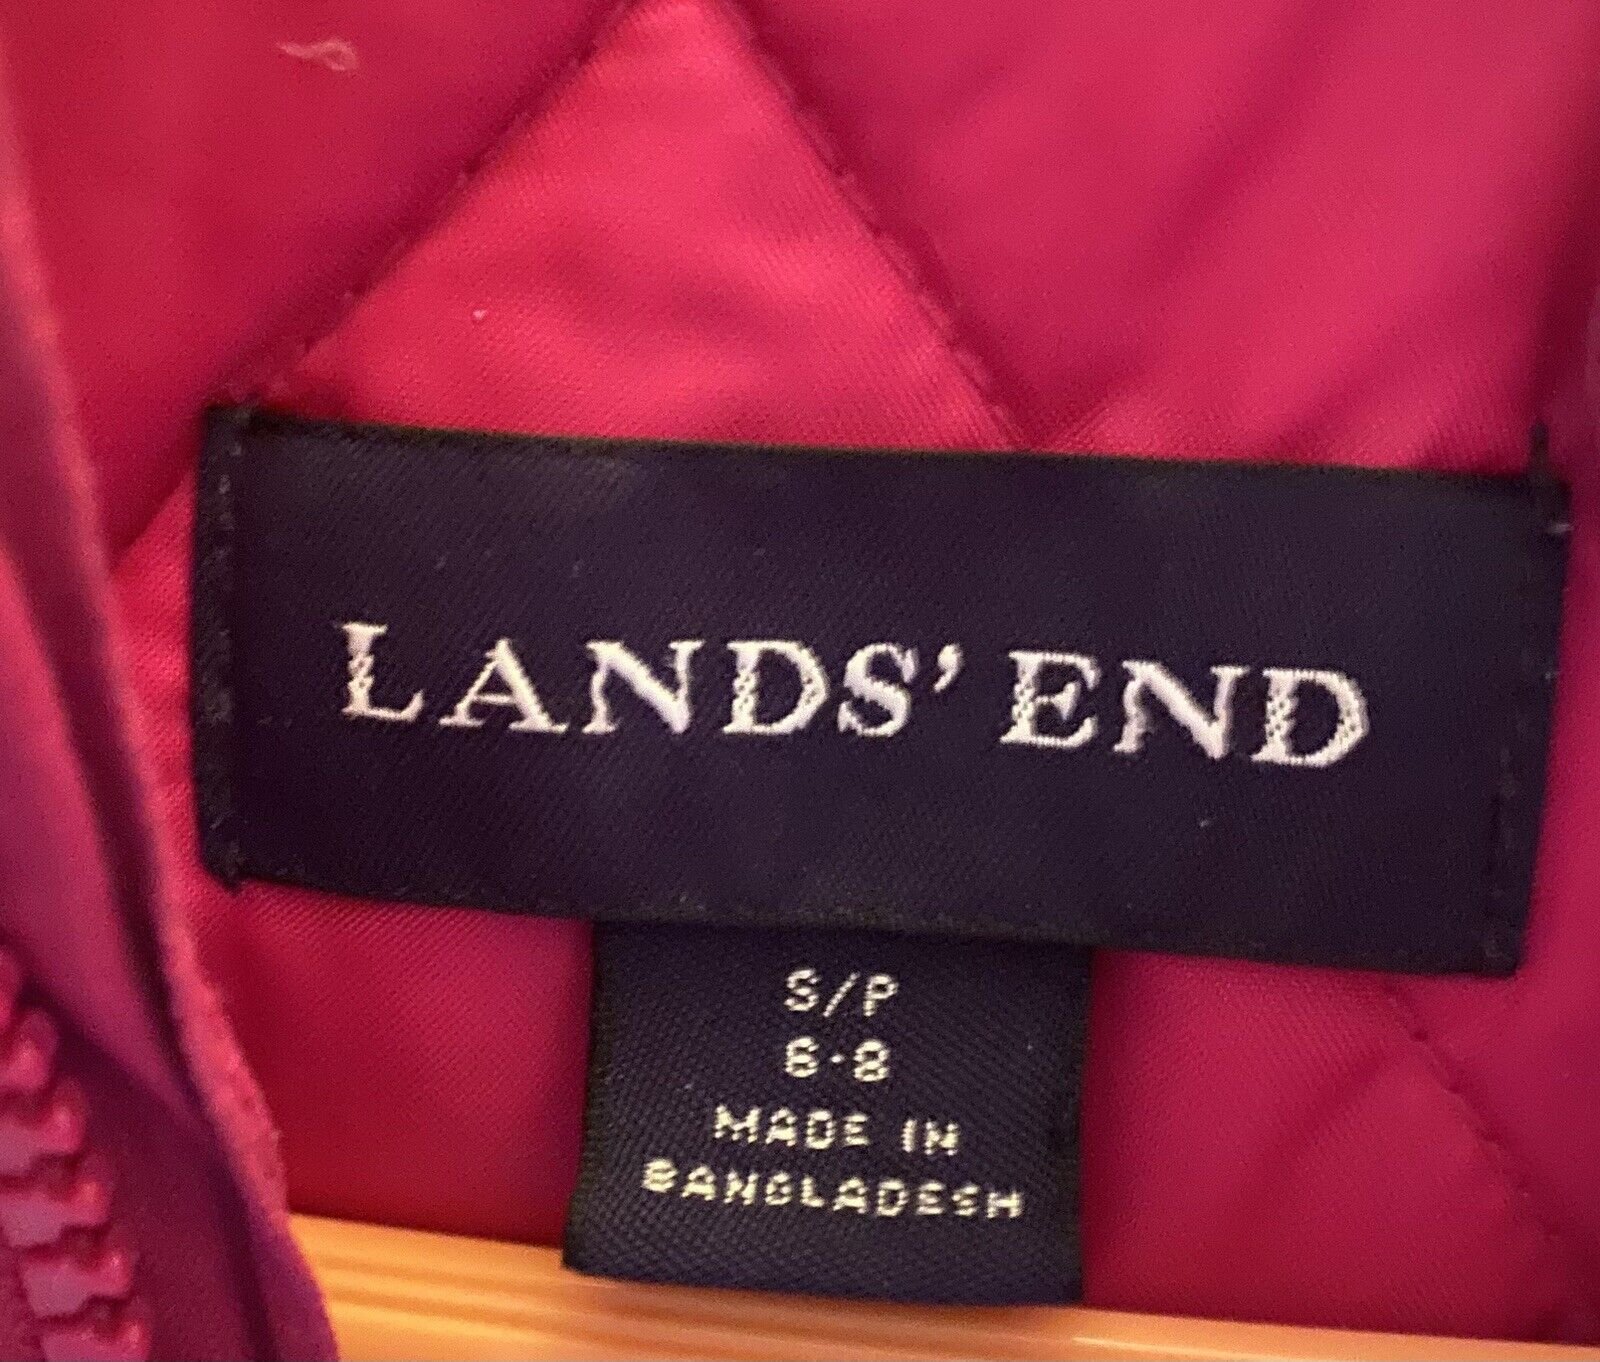 LANDS' END
S/P
6-8
MADE IN
BANGLADESH